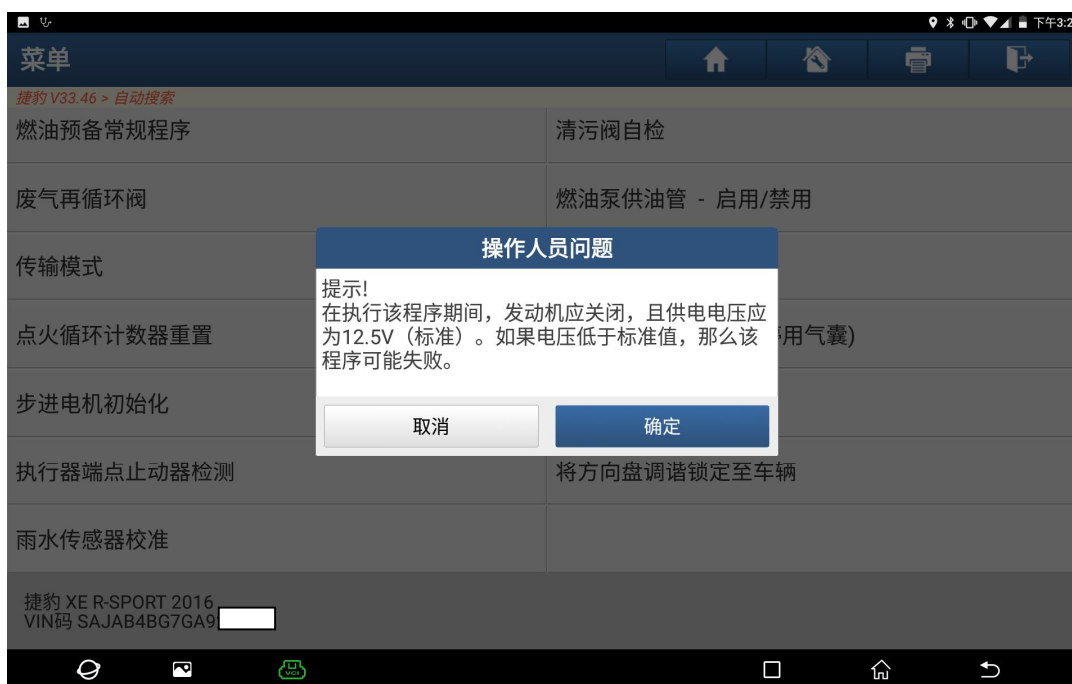 下午3:2
菜单
捷豹 V33.46 > 自动搜索
燃油预备常规程序
清污阀自检
废气再循环阀
燃油泵供油管 - 启用/禁用
传输模式
操作人员问题
提示!
在执行该程序期间，发动机应关闭，且供电电压应
为12.5V（标准）。如果电压低于标准值，那么该
程序可能失败。
点火循环计数器重置
用气囊)
步进电机初始化
取消
确定
执行器端点止动器检测
将方向盘调谐锁定至车辆
雨水传感器校准
捷豹 XE R-SPORT 2016
VIN码 SAJAB4BG7GA9
VCI